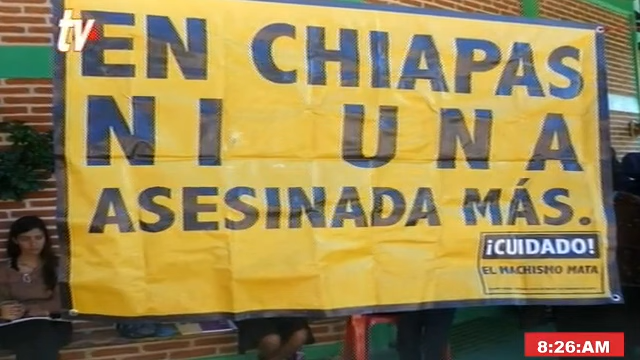 tv
EN CHIAPAS
NI UNA
ASESINADA MÁS.
¡CUIDADO!
EL MACHISMO MATA
8:26:AM